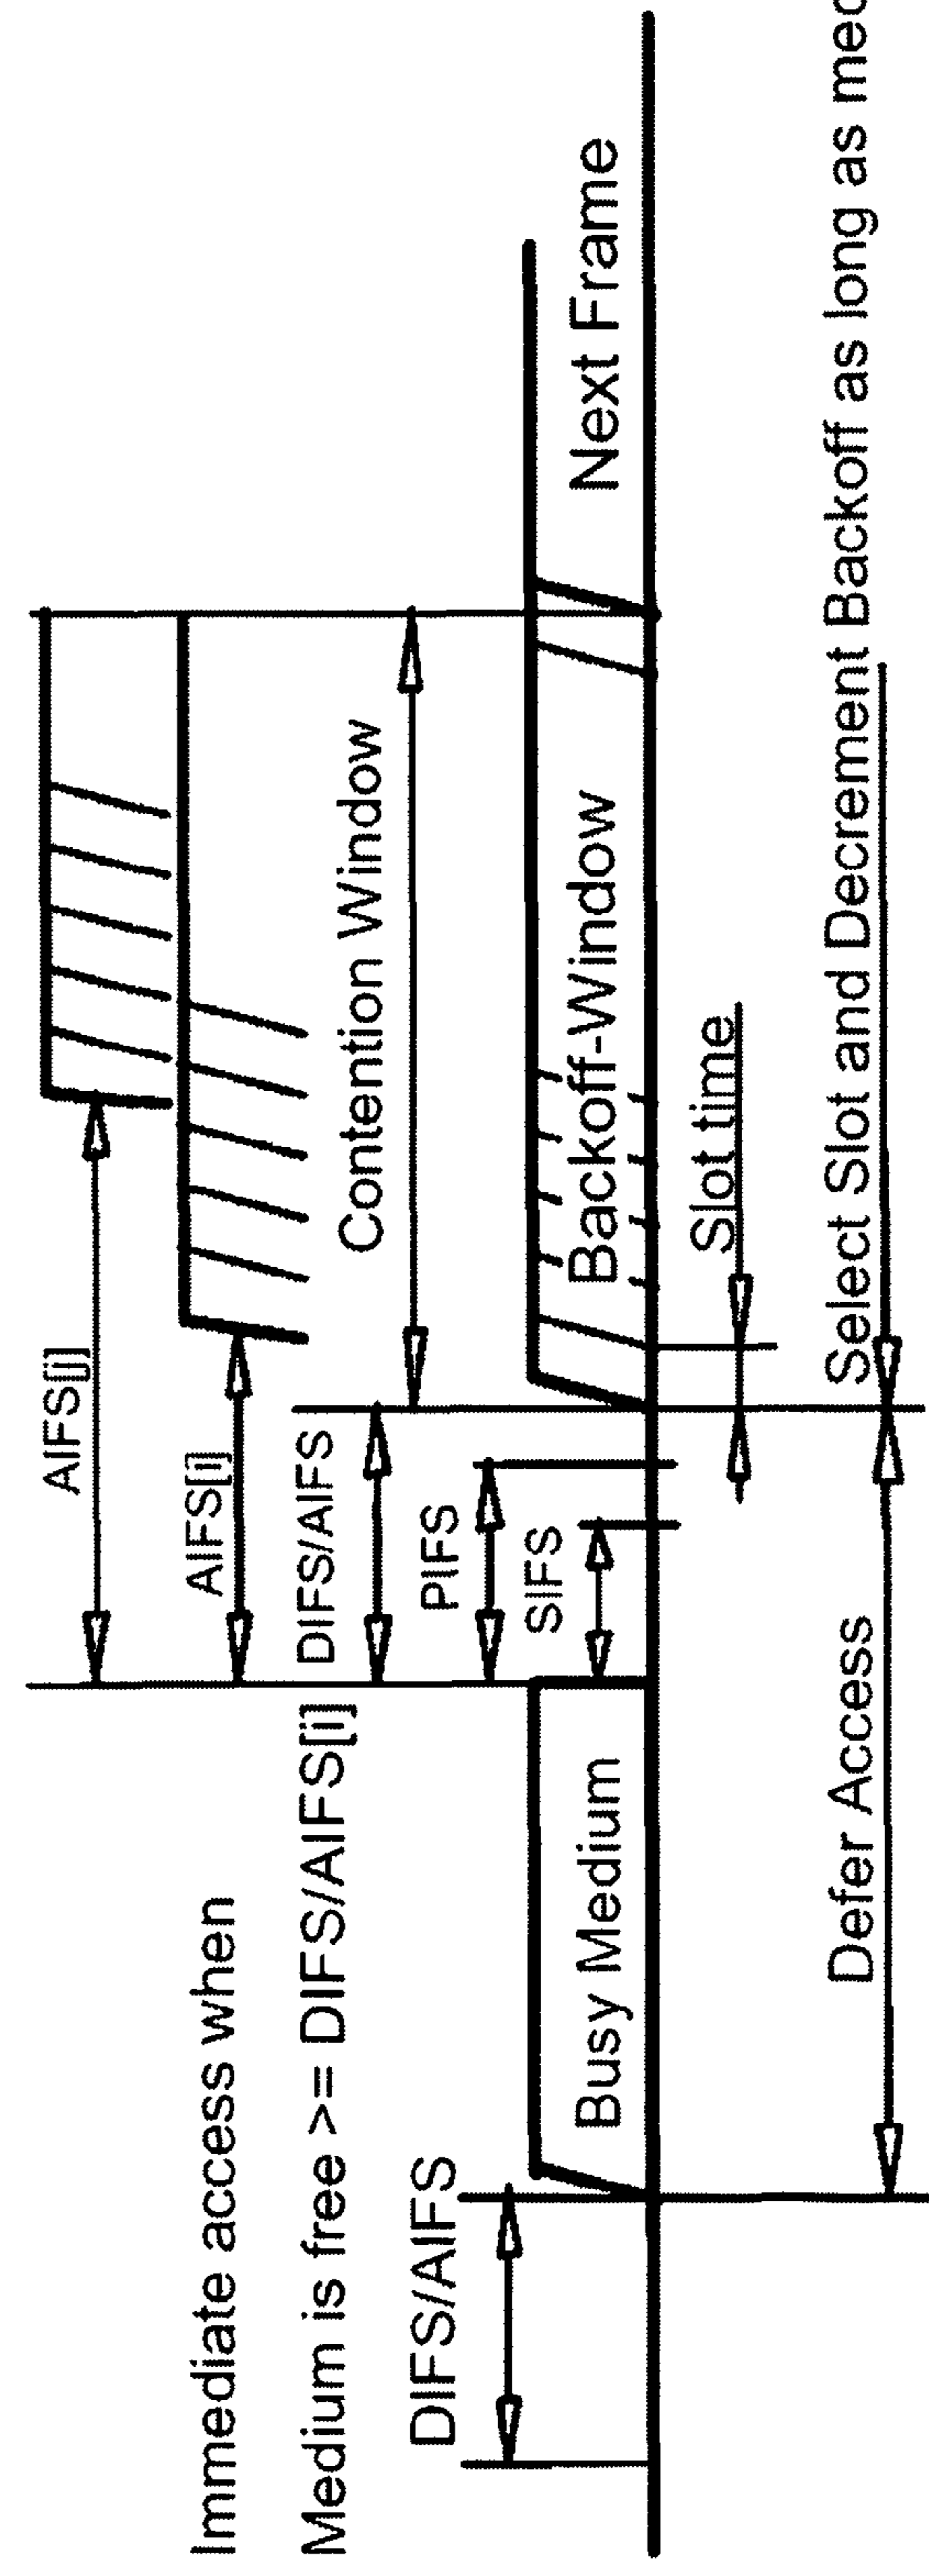 Immediate access when
Medium is free >= DIFS/AIFS[i]
DIFS/AIFS
AIFS[j]
AIFS[i]
DIFS/AIFS
PIFS
SIFS
Contention Window
Busy Medium
Backoff-Window
Next Frame
Slot time
Defer Access
Select Slot and Decrement Backoff as long as